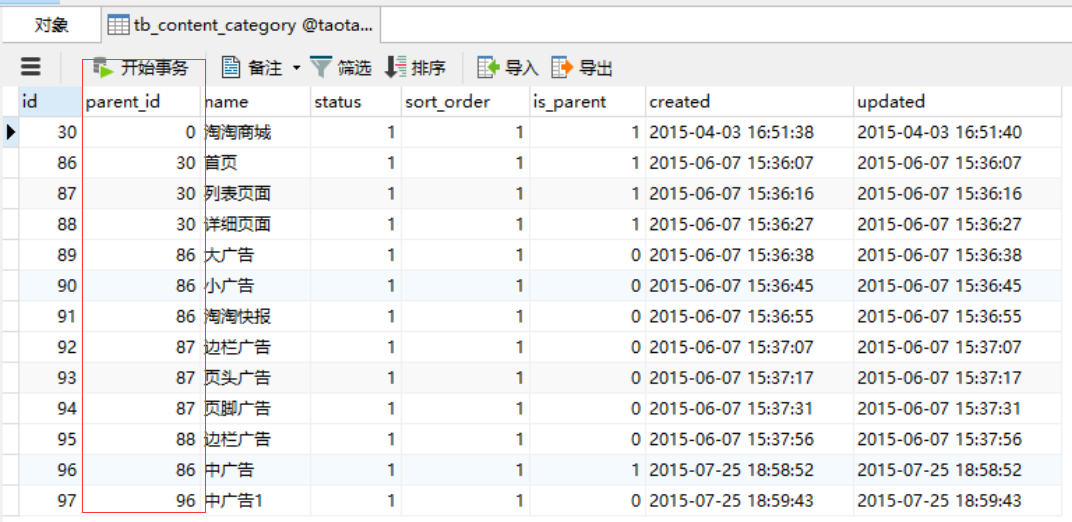 对象 tb_content_category @taota...
开始事务 备注 筛选 排序 导入 导出
id parent_id name status sort_order is_parent created updated
30 0 淘淘商城 1 1 1 2015-04-03 16:51:38 2015-04-03 16:51:40
86 30 首页 1 1 1 2015-06-07 15:36:07 2015-06-07 15:36:07
87 30 列表页面 1 1 1 2015-06-07 15:36:16 2015-06-07 15:36:16
88 30 详细页面 1 1 1 2015-06-07 15:36:27 2015-06-07 15:36:27
89 86 大广告 1 1 0 2015-06-07 15:36:38 2015-06-07 15:36:38
90 86 小广告 1 1 0 2015-06-07 15:36:45 2015-06-07 15:36:45
91 86 淘淘快报 1 1 0 2015-06-07 15:36:55 2015-06-07 15:36:55
92 87 边栏广告 1 1 0 2015-06-07 15:37:07 2015-06-07 15:37:07
93 87 页头广告 1 1 0 2015-06-07 15:37:17 2015-06-07 15:37:17
94 87 页脚广告 1 1 0 2015-06-07 15:37:31 2015-06-07 15:37:31
95 88 边栏广告 1 1 0 2015-06-07 15:37:56 2015-06-07 15:37:56
96 86 中广告 1 1 1 2015-07-25 18:58:52 2015-07-25 18:58:52
97 96 中广告1 1 1 0 2015-07-25 18:59:43 2015-07-25 18:59:43